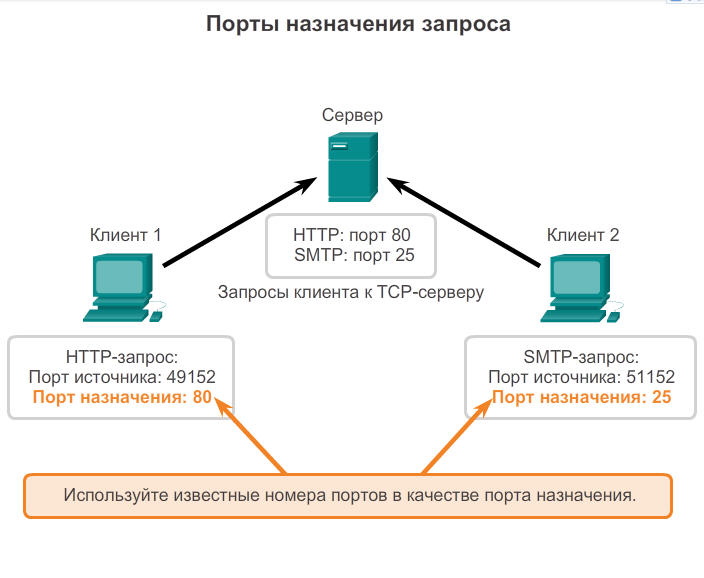 Порты назначения запроса
Сервер
HTTP: порт 80
SMTP: порт 25
Запросы клиента к TCP-серверу
Клиент 1
HTTP-запрос:
Порт источника: 49152
Порт назначения: 80
Клиент 2
SMTP-запрос:
Порт источника: 51152
Порт назначения: 25
Используйте известные номера портов в качестве порта назначения.